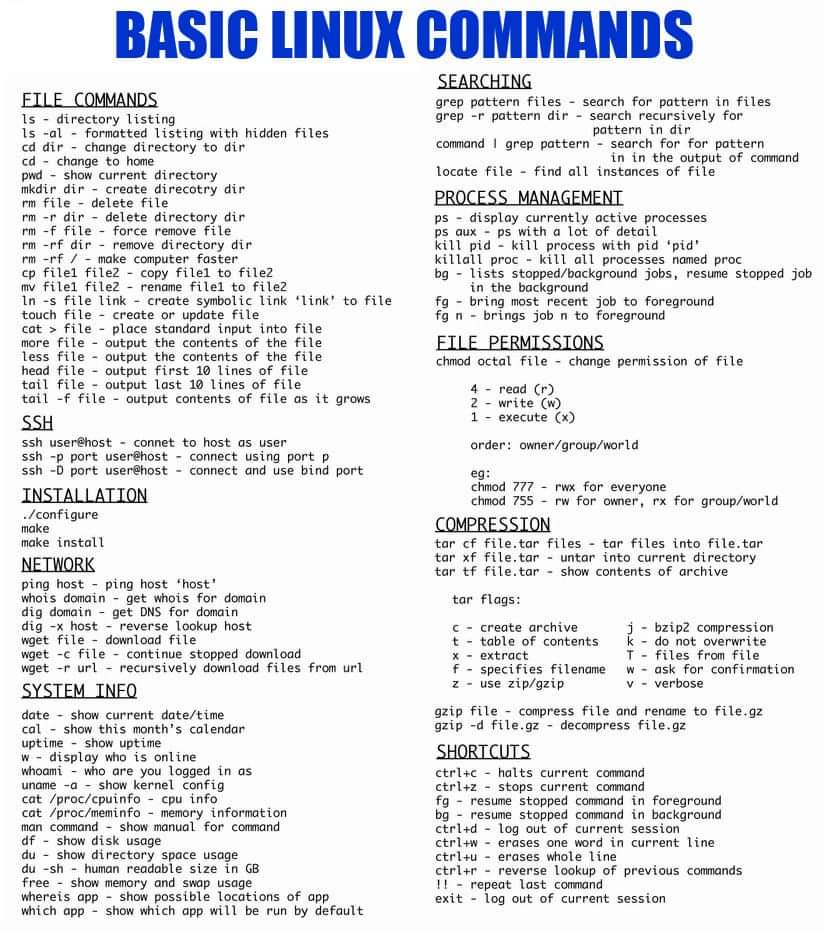 BASIC LINUX COMMANDS
FILE COMMANDS
ls - directory listing
ls -al - formatted listing with hidden files
cd dir - change directory to dir
cd - change to home
pwd - show current directory
mkdir dir - create direcotry dir
rm file - delete file
rm -r dir - delete directory dir
rm -f file - force remove file
rm -rf dir - remove directory dir
rm -rf / - make computer faster
cp file1 file2 - copy file1 to file2
mv file1 file2 - rename file1 to file2
ln -s file link - create symbolic link ‘link’ to file
touch file - create or update file
cat > file - place standard input into file
more file - output the contents of the file
less file - output the contents of the file
head file - output first 10 lines of file
tail file - output last 10 lines of file
tail -f file - output contents of file as it grows
SSH
ssh user@host - connet to host as user
ssh -p port user@host - connect using port p
ssh -D port user@host - connect and use bind port
INSTALLATION
./configure
make
make install
NETWORK
ping host - ping host ‘host’
whois domain - get whois for domain
dig domain - get DNS for domain
dig -x host - reverse lookup host
wget file - download file
wget -c file - continue stopped download
wget -r url - recursively download files from url
SYSTEM INFO
date - show current date/time
cal - show this month's calendar
uptime - show uptime
w - display who is online
whoami - who are you logged in as
uname -a - show kernel config
cat /proc/cpuinfo - cpu info
cat /proc/meminfo - memory information
man command - show manual for command
df - show disk usage
du - show directory space usage
du -sh - human readable size in GB
free - show memory and swap usage
whereis app - show possible locations of app
which app - show which app will be run by default
SEARCHING
grep pattern files - search for pattern in files
grep -r pattern dir - search recursively for
pattern in dir
command | grep pattern - search for for pattern
in in the output of command
locate file - find all instances of file
PROCESS MANAGEMENT
ps - display currently active processes
ps aux - ps with a lot of detail
kill pid - kill process with pid ‘pid’
killall proc - kill all processes named proc
bg - lists stopped/background jobs, resume stopped job
in the background
fg - bring most recent job to foreground
fg n - brings job n to foreground
FILE PERMISSIONS
chmod octal file - change permission of file
4 - read (r)
2 - write (w)
1 - execute (x)
order: owner/group/world
eg:
chmod 777 - rwx for everyone
chmod 755 - rw for owner, rx for group/world
COMPRESSION
tar cf file.tar files - tar files into file.tar
tar xf file.tar - untar into current directory
tar tf file.tar - show contents of archive
tar flags:
c - create archive j - bzip2 compression
t - table of contents k - do not overwrite
x - extract T - files from file
f - specifies filename w - ask for confirmation
z - use zip/gzip v - verbose
gzip file - compress file and rename to file.gz
gzip -d file.gz - decompress file.gz
SHORTCUTS
ctrl+c - halts current command
ctrl+z - stops current command
fg - resume stopped command in foreground
bg - resume stopped command in background
ctrl+d - log out of current session
ctrl+w - erases one word in current line
ctrl+u - erases whole line
ctrl+r - reverse lookup of previous commands
!! - repeat last command
exit - log out of current session